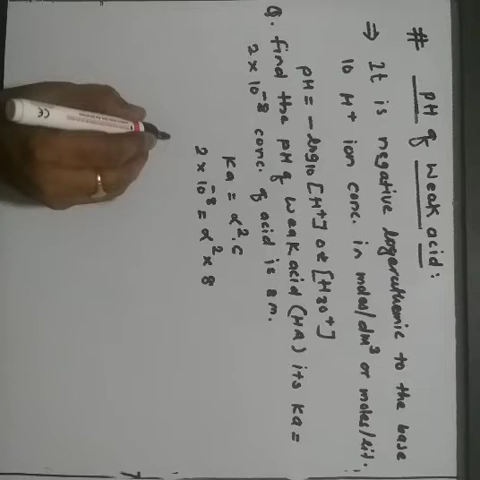 # pH of weak acid:
⇒ It is negative logerathemic to the base
10 H+ ion conc. in moles/dm³ or moles/lit.,
pH = -log10 [H+] or [H3O+]
Q. find the pH of weak acid (HA) its Ka =
2×10⁻⁸ conc. of acid is 8m.
Ka = α².c
2×10⁻⁸ = α² × 8
CE